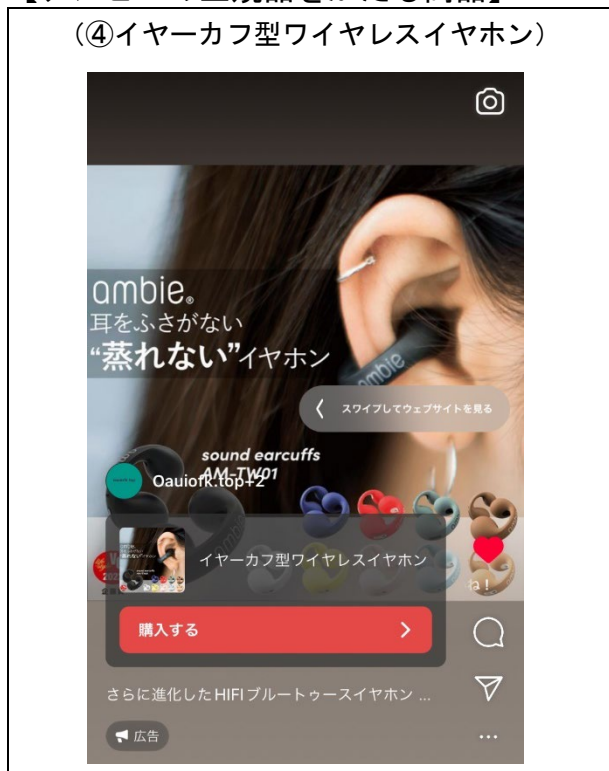 （④イヤーカフ型ワイヤレスイヤホン）
ambie®
耳をふさがない
“蒸れない”イヤホン
ambie
スワイプしてウェブサイトを見る
sound earcuffs
AM-TW01
Oauiofk.top+2
イヤーカフ型ワイヤレスイヤホン
ね！
購入する
さらに進化したHIFIブルートゥースイヤホン ...
広告